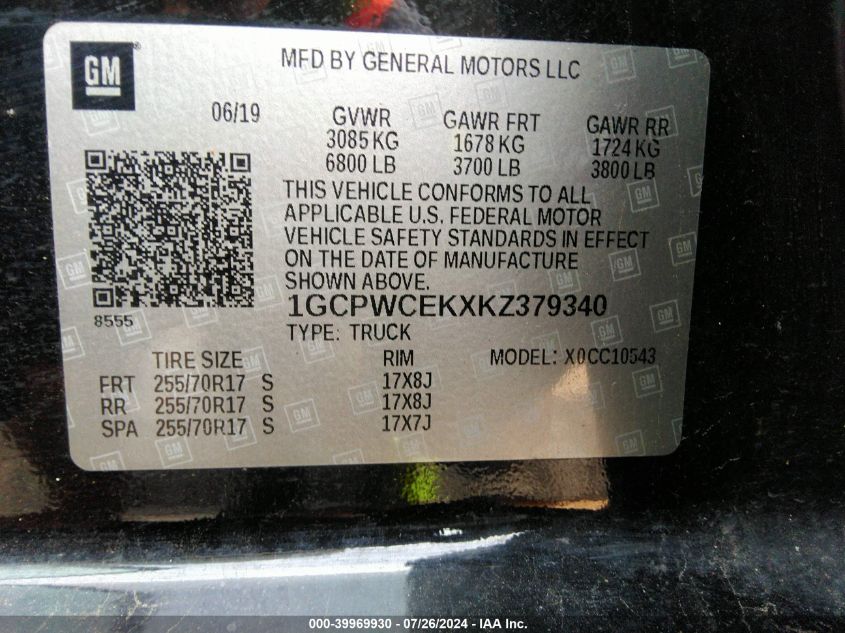 GM
MFD BY GENERAL MOTORS LLC
06/19
GVWR GAWR FRT GAWR RR
3085 KG 1678 KG 1724 KG
6800 LB 3700 LB 3800 LB
THIS VEHICLE CONFORMS TO ALL
APPLICABLE U.S. FEDERAL MOTOR
VEHICLE SAFETY STANDARDS IN EFFECT
ON THE DATE OF MANUFACTURE
SHOWN ABOVE.
8555
1GCPWCEKXKZ379340
TYPE: TRUCK
TIRE SIZE RIM MODEL: X0CC10543
FRT 255/70R17 S 17X8J
RR 255/70R17 S 17X8J
SPA 255/70R17 S 17X7J
000-39969930 - 07/26/2024 - IAA Inc.